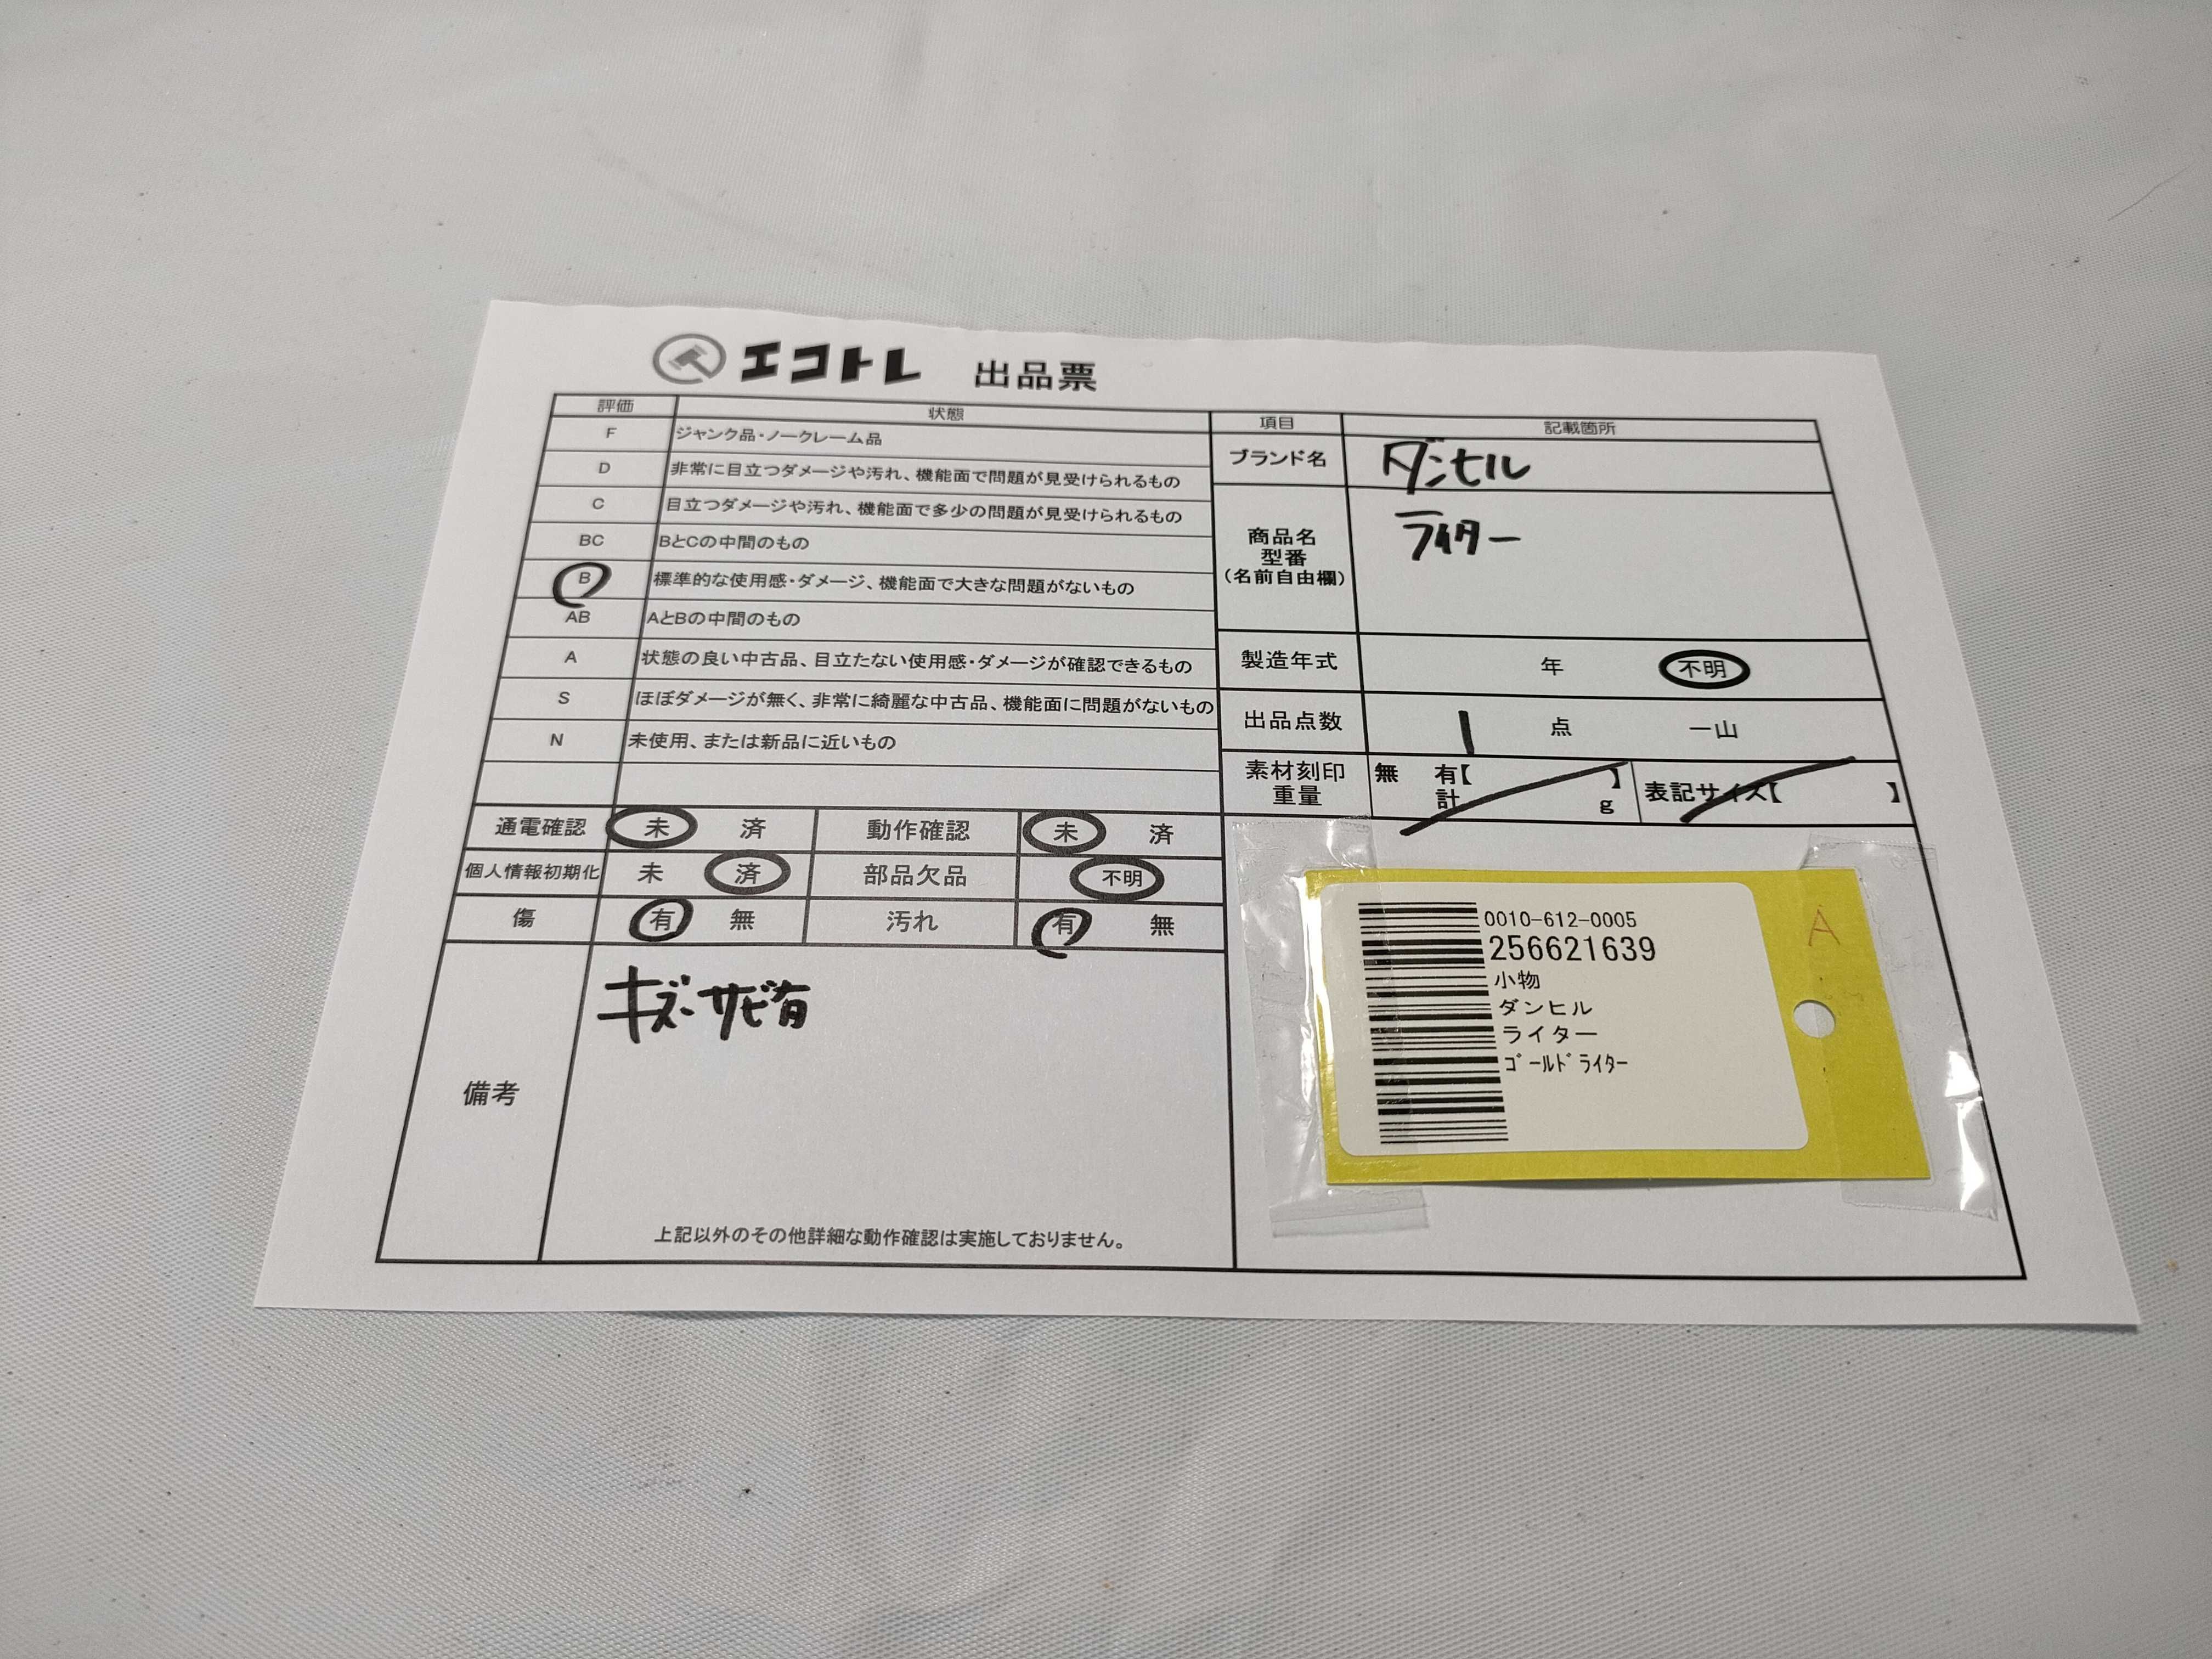 エコトレ 出品票
評価 状態
F ジャンク品・ノークレーム品
D 非常に目立つダメージや汚れ、機能面で問題が見受けられるもの
C 目立つダメージや汚れ、機能面で多少の問題が見受けられるもの
BC BとCの中間のもの
B 標準的な使用感・ダメージ、機能面で大きな問題がないもの
AB AとBの中間のもの
A 状態の良い中古品、目立たない使用感・ダメージが確認できるもの
S ほぼダメージが無く、非常に綺麗な中古品、機能面に問題がないもの
N 未使用、または新品に近いもの
通電確認 未 済 動作確認 未 済
個人情報初期化 未 済 部品欠品 不明
傷 有 無 汚れ 有 無
備考
キズ・サビ有
上記以外のその他詳細な動作確認は実施しておりません。
項目 記載箇所
ブランド名 ダンヒル
商品名
型番
(名前自由欄)
ライター
製造年式 年 不明
出品点数 1 点 一山
素材刻印
重量
無 有【 】
計 g
表記サイズ【 】
0010-612-0005
256621639
小物
ダンヒル
ライター
ｺﾞｰﾙﾄﾞﾗｲﾀｰ
A